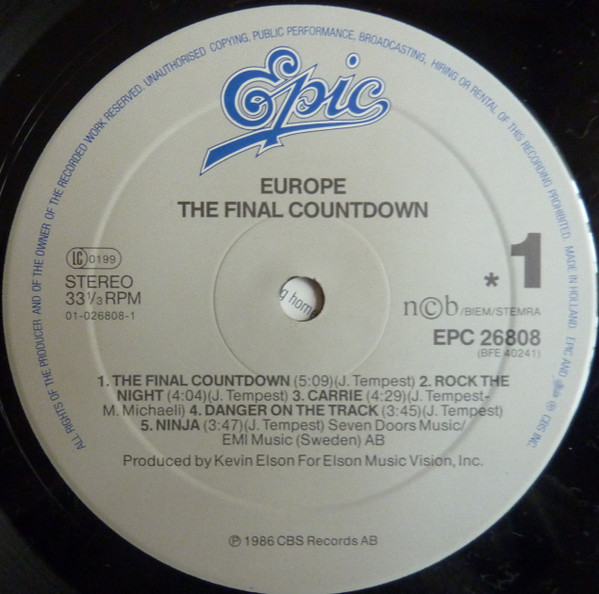 ALL RIGHTS OF THE PRODUCER AND OF THE OWNER OF THE RECORDED WORK RESERVED. UNAUTHORISED COPYING, PUBLIC PERFORMANCE, BROADCASTING, HIRING OR RENTAL OF THIS RECORDING PROHIBITED. MADE IN HOLLAND. EPIC AND ® CBS INC.
Epic
EUROPE
THE FINAL COUNTDOWN
LC 0199
STEREO
33 1/3 RPM
01-026808-1
* 1
n©b/BIEM/STEMRA
EPC 26808
(BFE 40241)
g home
1. THE FINAL COUNTDOWN (5:09)(J. Tempest) 2. ROCK THE
NIGHT (4:04)(J. Tempest) 3. CARRIE (4:29)(J. Tempest-
M. Michaeli) 4. DANGER ON THE TRACK (3:45)(J. Tempest)
5. NINJA (3:47)(J. Tempest) Seven Doors Music/
EMI Music (Sweden) AB
Produced by Kevin Elson For Elson Music Vision, Inc.
℗ 1986 CBS Records AB